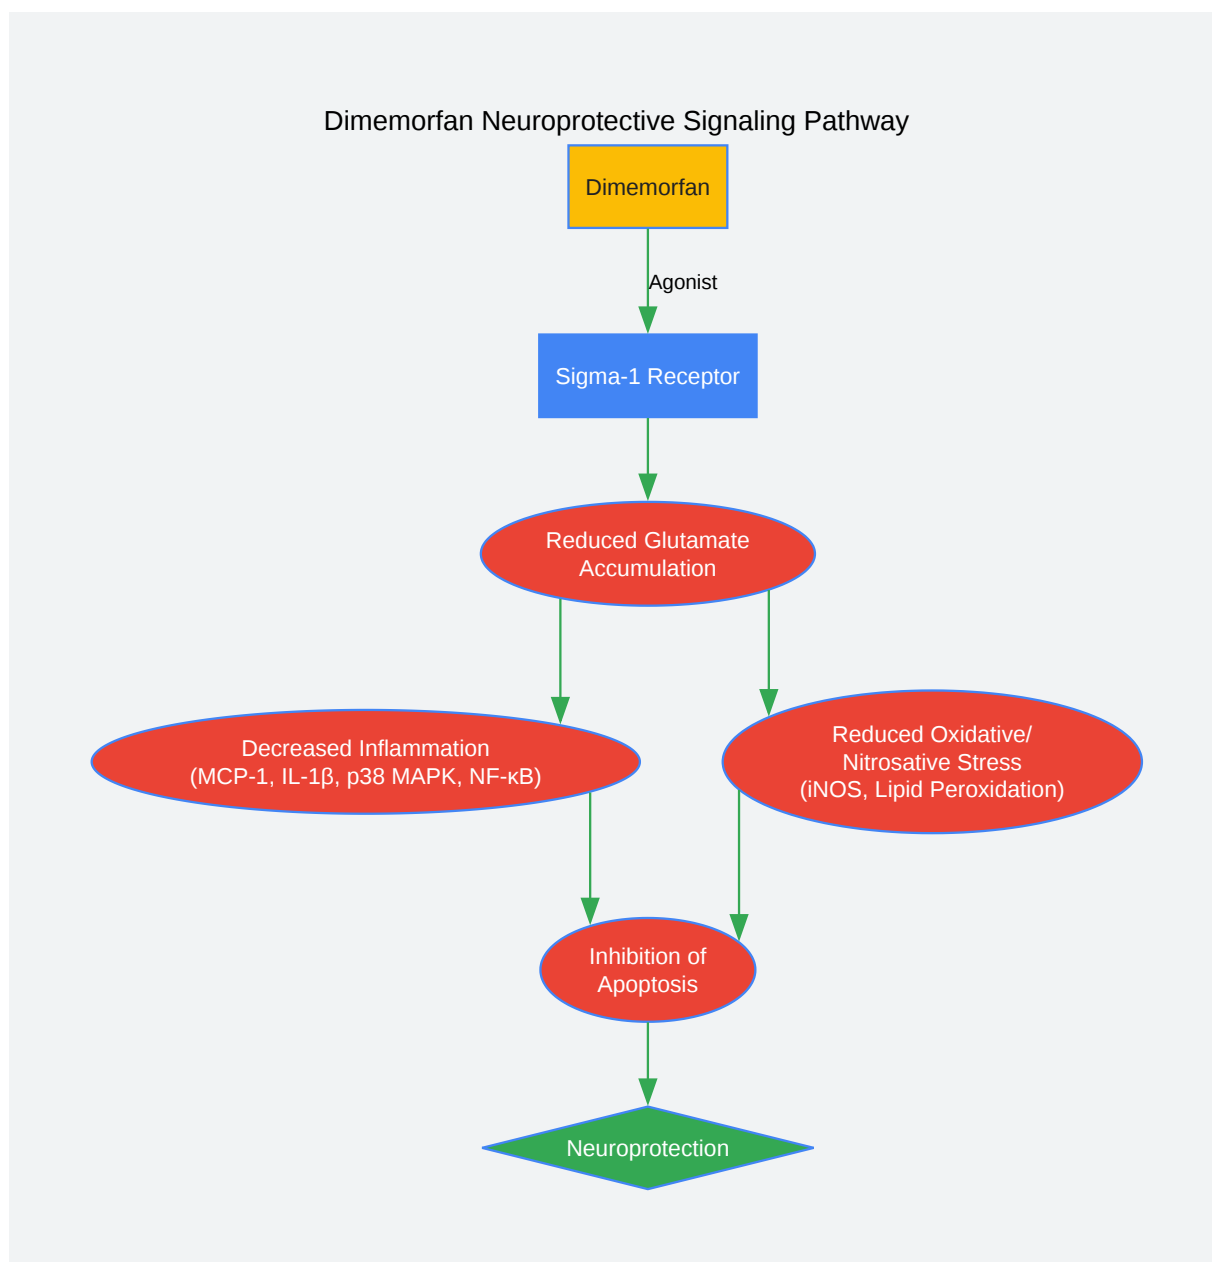 Dimemorfan Neuroprotective Signaling Pathway
Dimemorfan
Agonist
Sigma-1 Receptor
Reduced Glutamate
Accumulation
Decreased Inflammation
(MCP-1, IL-1β, p38 MAPK, NF-κB)
Reduced Oxidative/
Nitrosative Stress
(iNOS, Lipid Peroxidation)
Inhibition of
Apoptosis
Neuroprotection